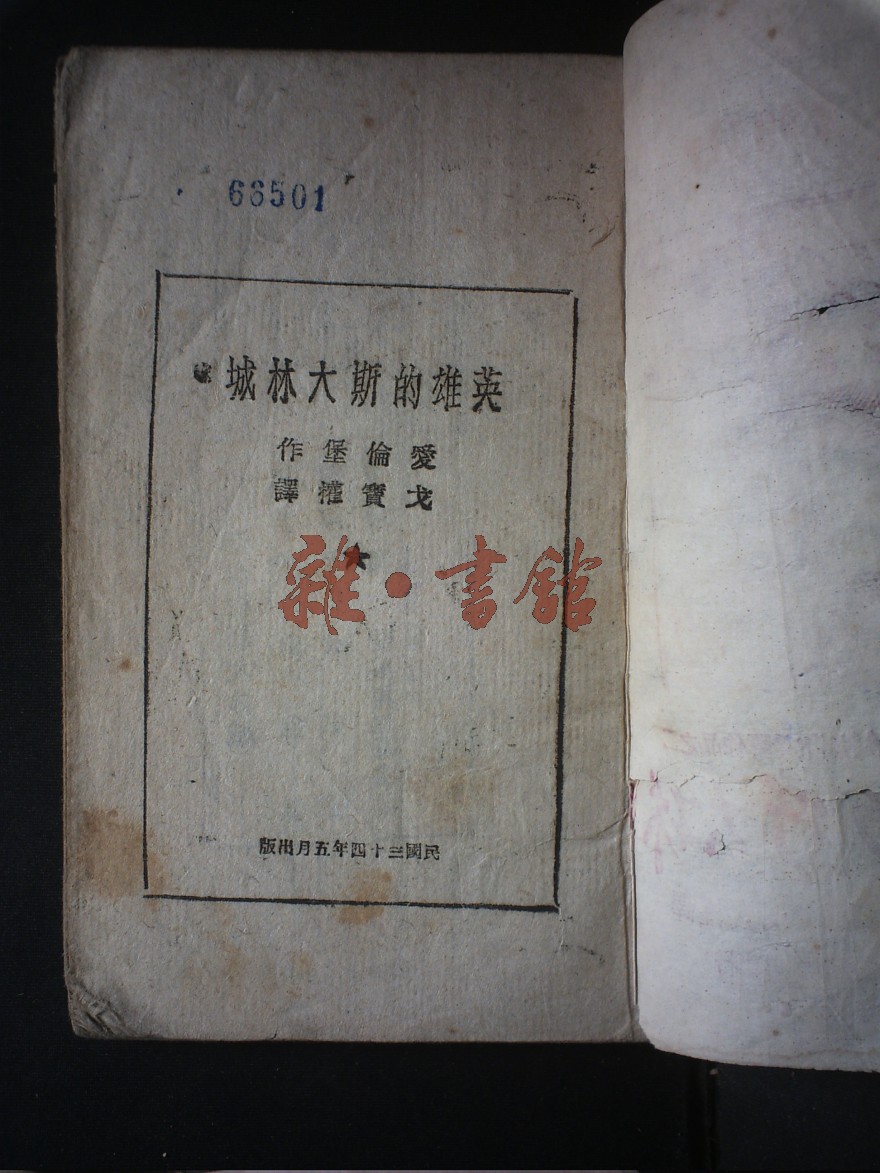 66501
英雄的斯大林城
愛倫堡作
戈寶權譯
雜·書館
民國三十四年五月出版